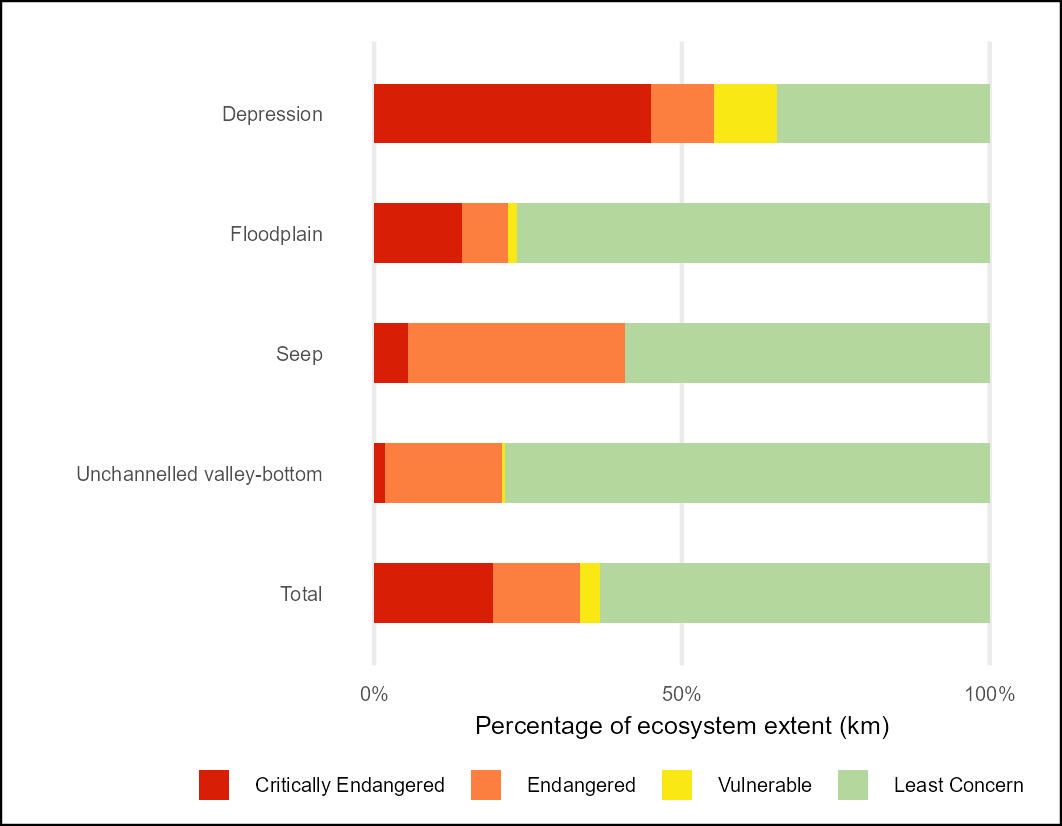 Depression
Floodplain
Seep
Unchannelled valley-bottom
Total
0% 50% 100%
Percentage of ecosystem extent (km)
Critically Endangered Endangered Vulnerable Least Concern